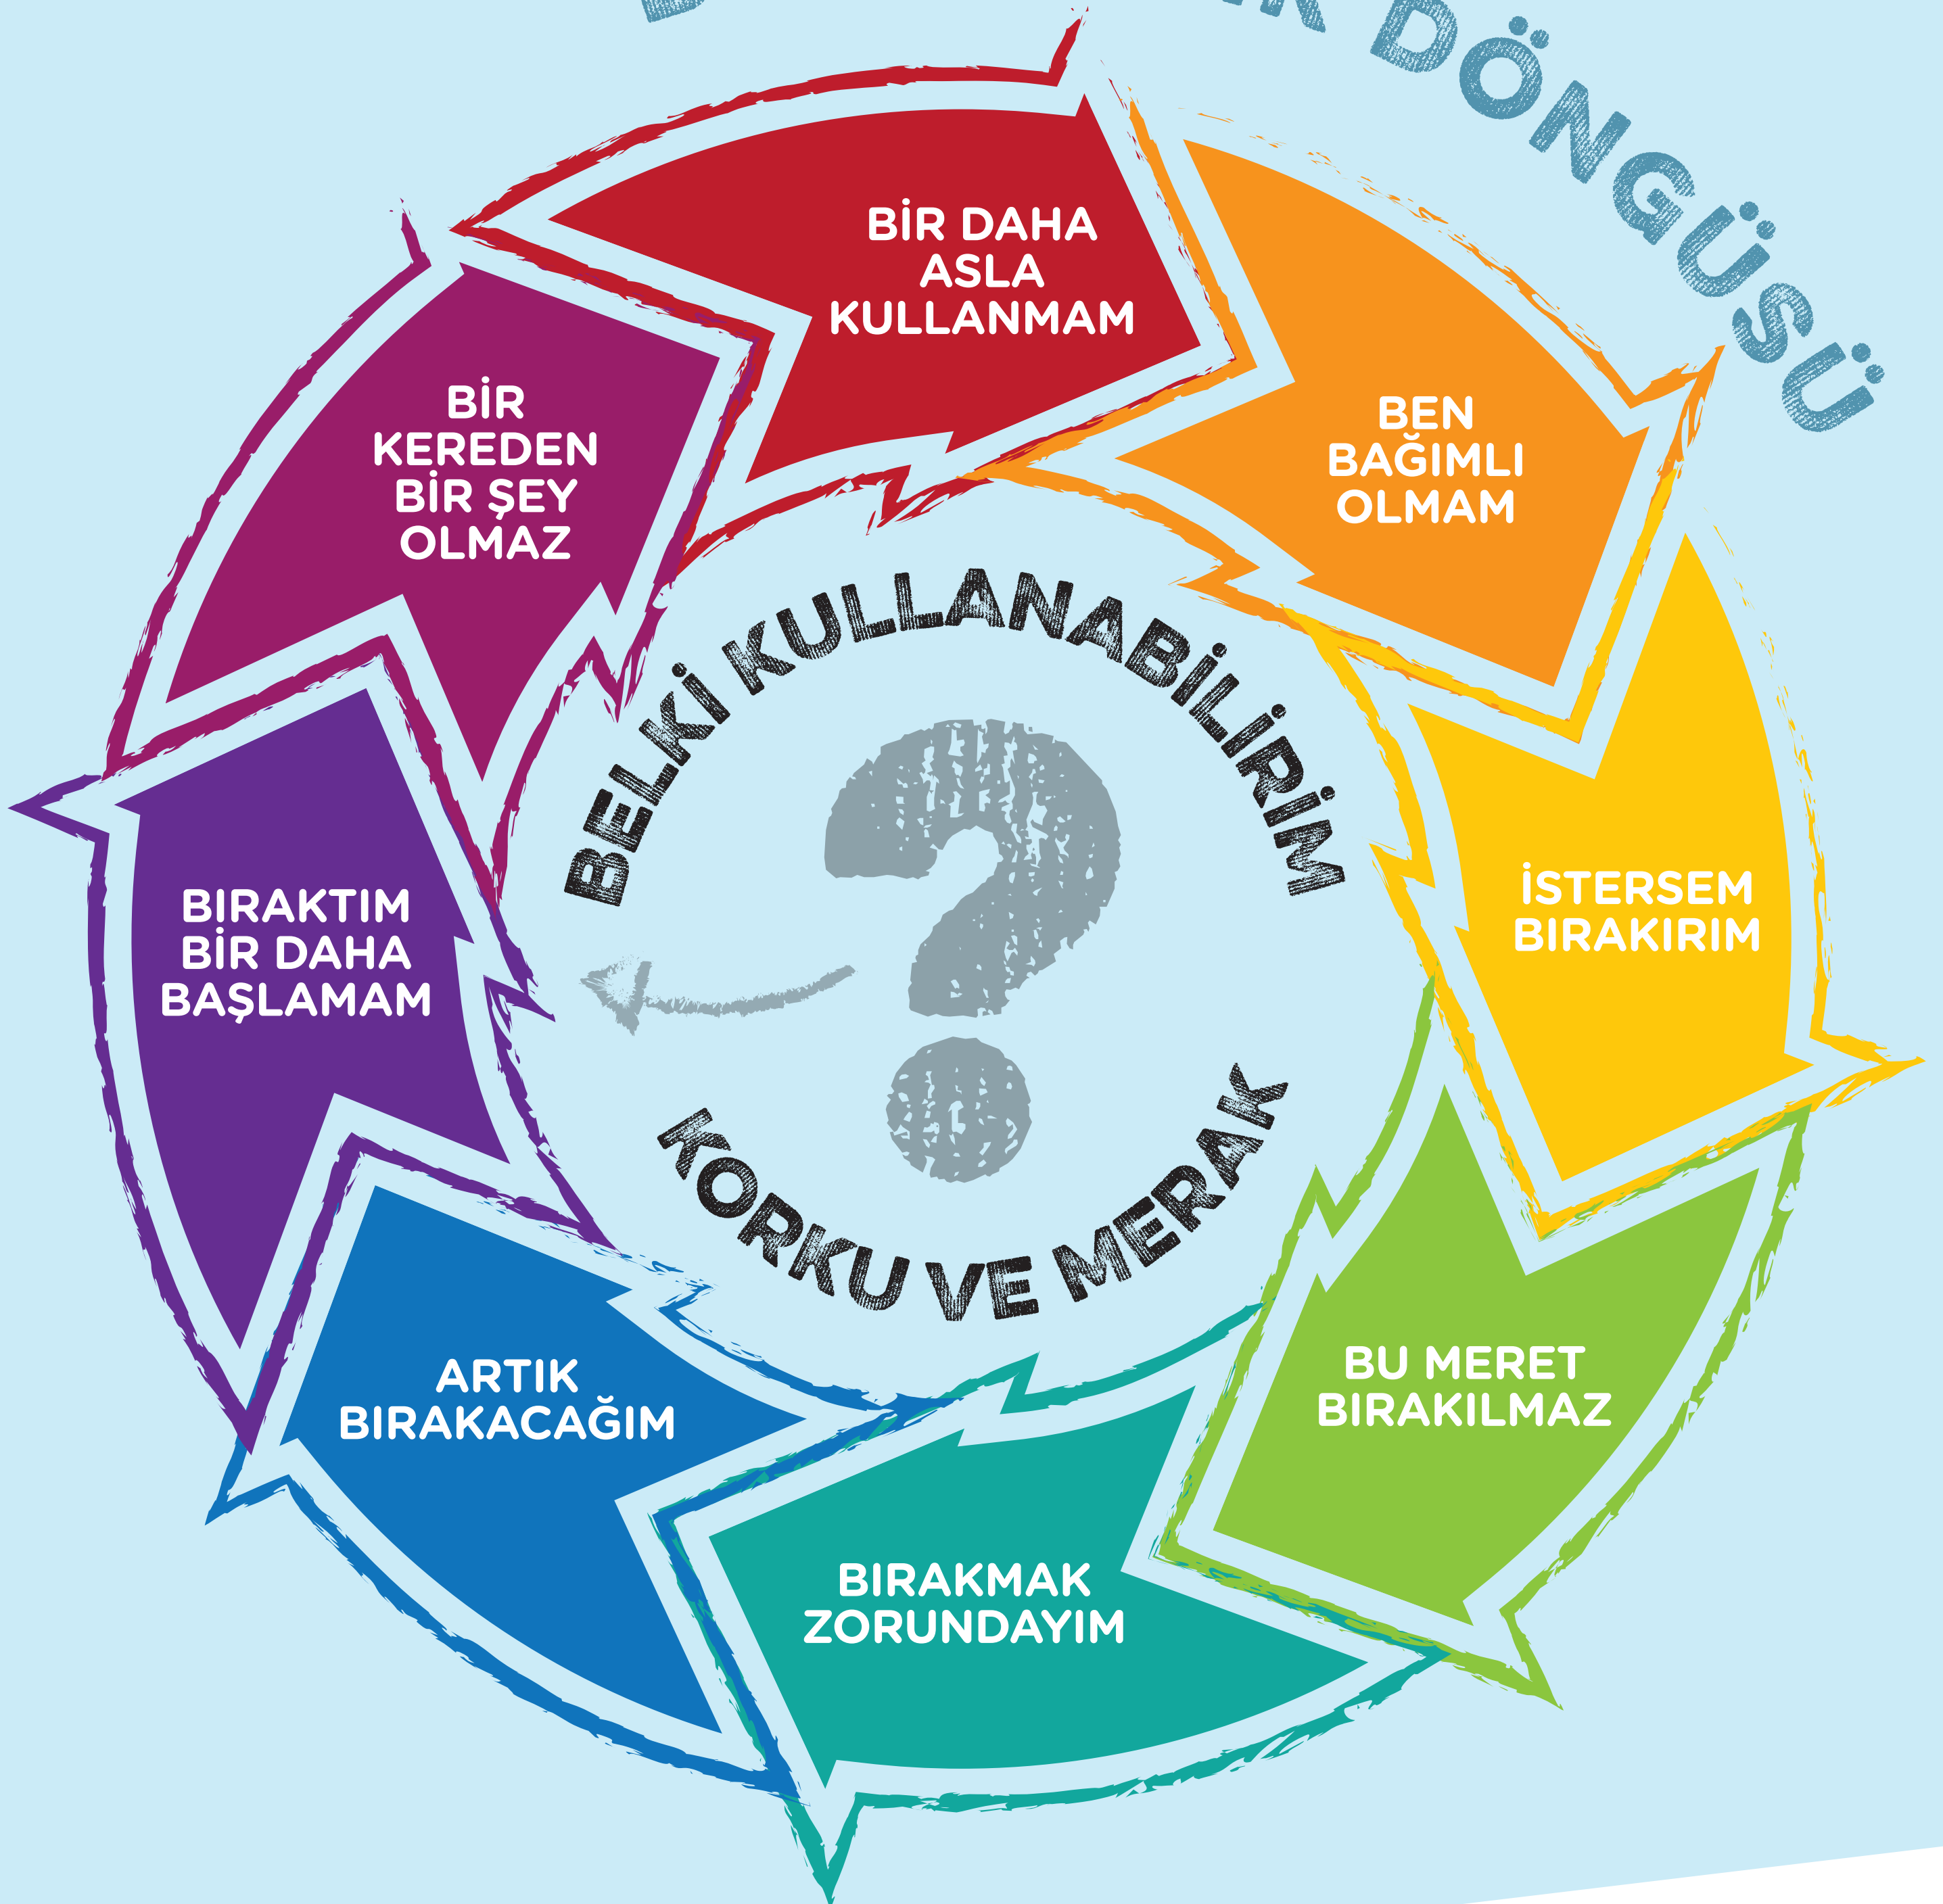 DÖNGÜSÜ
BİR DAHA
ASLA
KULLANMAM
BEN
BAĞIMLI
OLMAM
İSTERSEM
BIRAKIRIM
BU MERET
BIRAKILMAZ
BIRAKMAK
ZORUNDAYIM
ARTIK
BIRAKACAĞIM
BIRAKTIM
BİR DAHA
BAŞLAMAM
BİR
KEREDEN
BİR ŞEY
OLMAZ
BELKİ KULLANABİLİRİM
?
KORKU VE MERAK